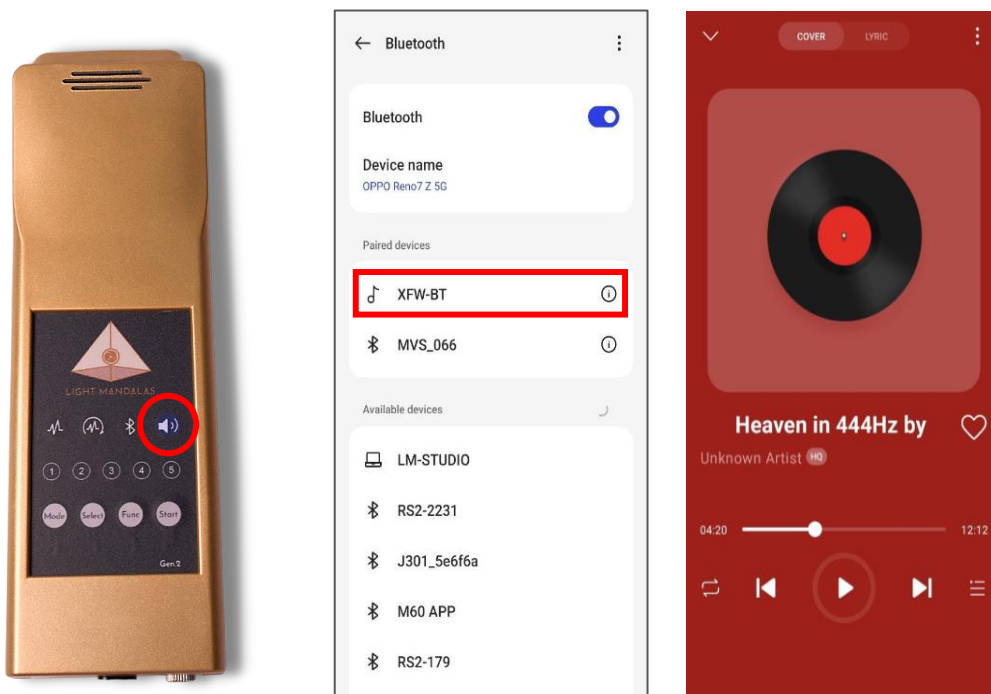 LIGHT MANDALAS
1 2 3 4 5
Mode Select Func Start
Gen.2
Bluetooth
Bluetooth
Device name
OPPO Reno7 Z 5G
Paired devices
XFW-BT
MVS_066
Available devices
LM-STUDIO
RS2-2231
J301_5e6f6a
M60 APP
RS2-179
COVER LYRIC
Heaven in 444Hz by
Unknown Artist HQ
04:20 12:12